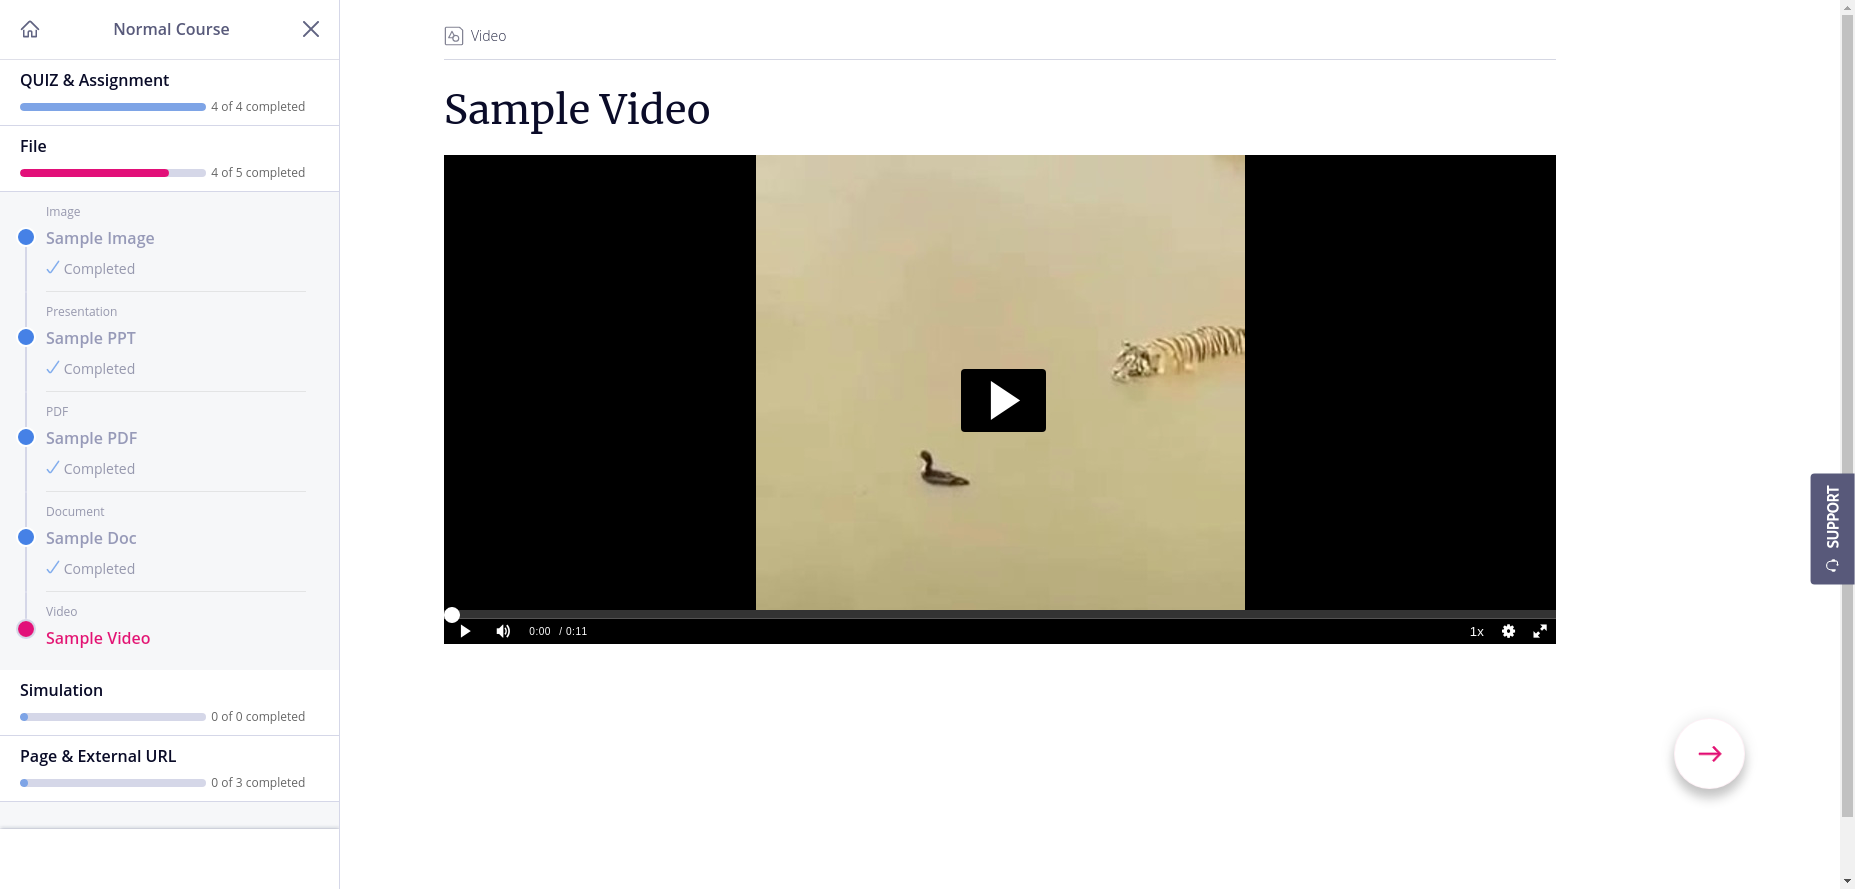 Normal Course
QUIZ & Assignment
4 of 4 completed
File
4 of 5 completed
Image
Sample Image
Completed
Presentation
Sample PPT
Completed
PDF
Sample PDF
Completed
Document
Sample Doc
Completed
Video
Sample Video
Simulation
0 of 0 completed
Page & External URL
0 of 3 completed
Video
Sample Video
0:00 / 0:11
1x
SUPPORT